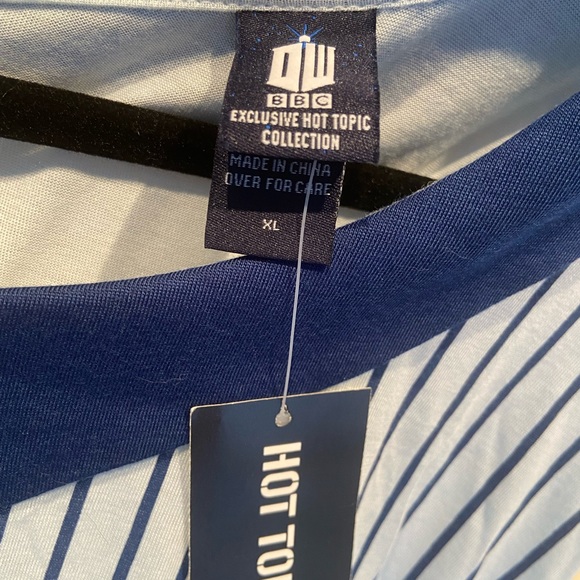 DW
BBC
EXCLUSIVE HOT TOPIC
COLLECTION
MADE IN CHINA
OVER FOR CARE
XL
HOT TO